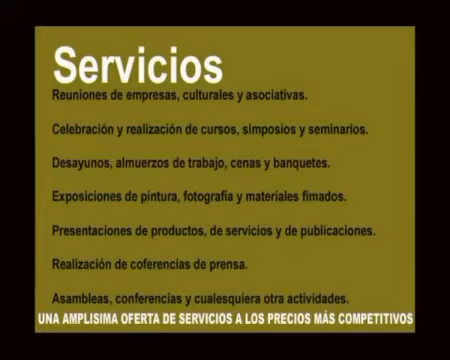 Servicios
Reuniones de empresas, culturales y asociativas.
Celebración y realización de cursos, simposios y seminarios.
Desayunos, almuerzos de trabajo, cenas y banquetes.
Exposiciones de pintura, fotografía y materiales fimados.
Presentaciones de productos, de servicios y de publicaciones.
Realización de coferencias de prensa.
Asambleas, conferencias y cualesquiera otra actividades.
UNA AMPLISIMA OFERTA DE SERVICIOS A LOS PRECIOS MÁS COMPETITIVOS